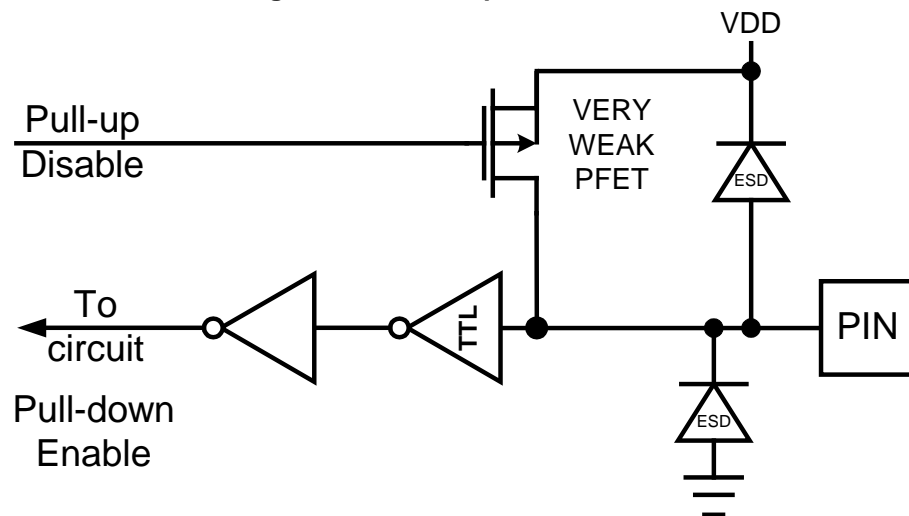 VDD
Pull-up
Disable
VERY
WEAK
PFET
ESD
To
circuit
TTL
PIN
ESD
Pull-down
Enable